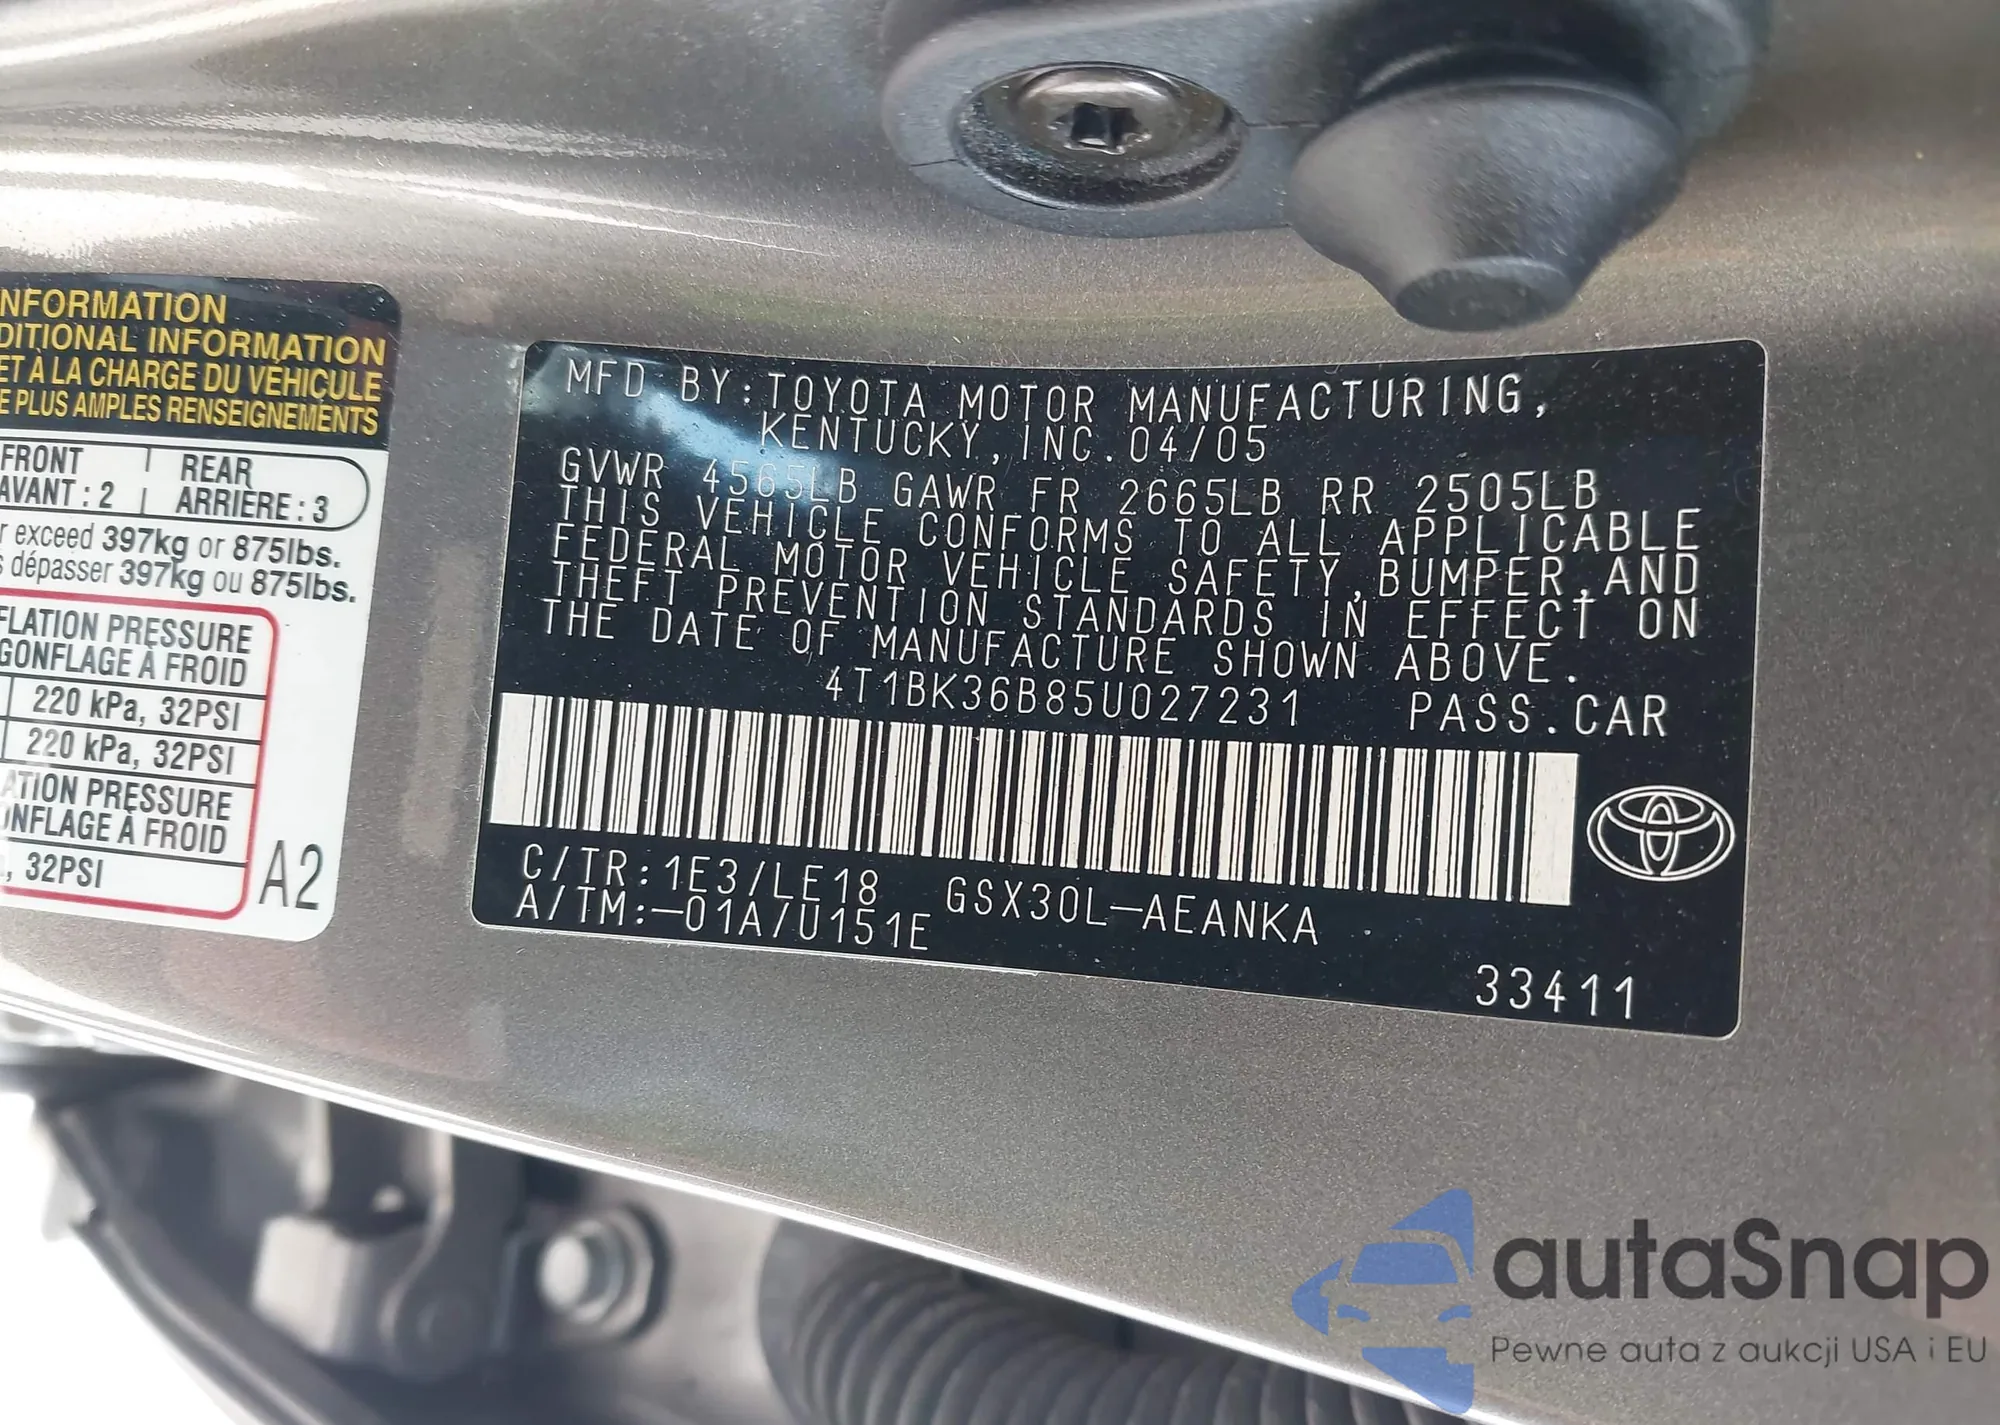 NFORMATION
DITIONAL INFORMATION
ET À LA CHARGE DU VÉHICULE
E PLUS AMPLES RENSEIGNEMENTS
FRONT | REAR
AVANT : 2 | ARRIÈRE : 3
r exceed 397kg or 875lbs.
s dépasser 397kg ou 875lbs.
FLATION PRESSURE
GONFLAGE À FROID
220 kPa, 32PSI
220 kPa, 32PSI
ATION PRESSURE
ONFLAGE À FROID
, 32PSI
A2
MFD BY:TOYOTA MOTOR MANUFACTURING,
KENTUCKY,INC.04/05
GVWR 4565LB GAWR FR 2665LB RR 2505LB
THIS VEHICLE CONFORMS TO ALL APPLICABLE
FEDERAL MOTOR VEHICLE SAFETY,BUMPER,AND
THEFT PREVENTION STANDARDS IN EFFECT ON
THE DATE OF MANUFACTURE SHOWN ABOVE.
4T1BK36B85U027231 PASS.CAR
C/TR:1E3/LE18 GSX30L-AEANKA
A/TM:-01A/U151E
33411
autaSnap
Pewne auta z aukcji USA i EU